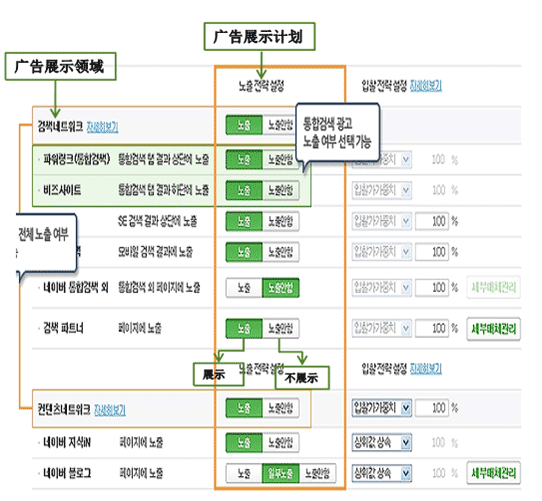 广告展示计划
广告展示领域
노출 전략 설정 입찰 전략 설정 자세히보기
검색네트워크 자세히보기 노출 노출안함
통합검색 광고
노출 여부 선택 가능
· 파워링크(통합검색) 통합검색 탭 결과 상단에 노출 노출 노출안함 입찰가가중치 100 %
· 비즈사이트 통합검색 탭 결과 하단에 노출 노출 노출안함 입찰가가중치 100 %
SE 검색 결과 상단에 노출 노출 노출안함 입찰가가중치 100 %
전체 노출 여부
모바일 검색 결과에 노출 노출 노출안함 입찰가가중치 100 %
· 네이버 통합검색 외 통합검색 외 페이지에 노출 노출 노출안함 입찰가가중치 100 % 세부매체관리
· 검색 파트너 페이지에 노출 노출 노출안함 입찰가가중치 100 % 세부매체관리
展示 不展示
노출 전략 설정 입찰 전략 설정 자세히보기
컨텐츠네트워크 자세히보기 노출 노출안함 입찰가가중치 100 %
· 네이버 지식iN 페이지에 노출 노출 노출안함 상위값 상속 100 %
· 네이버 블로그 페이지에 노출 노출 일부노출 노출안함 상위값 상속 100 % 세부매체관리